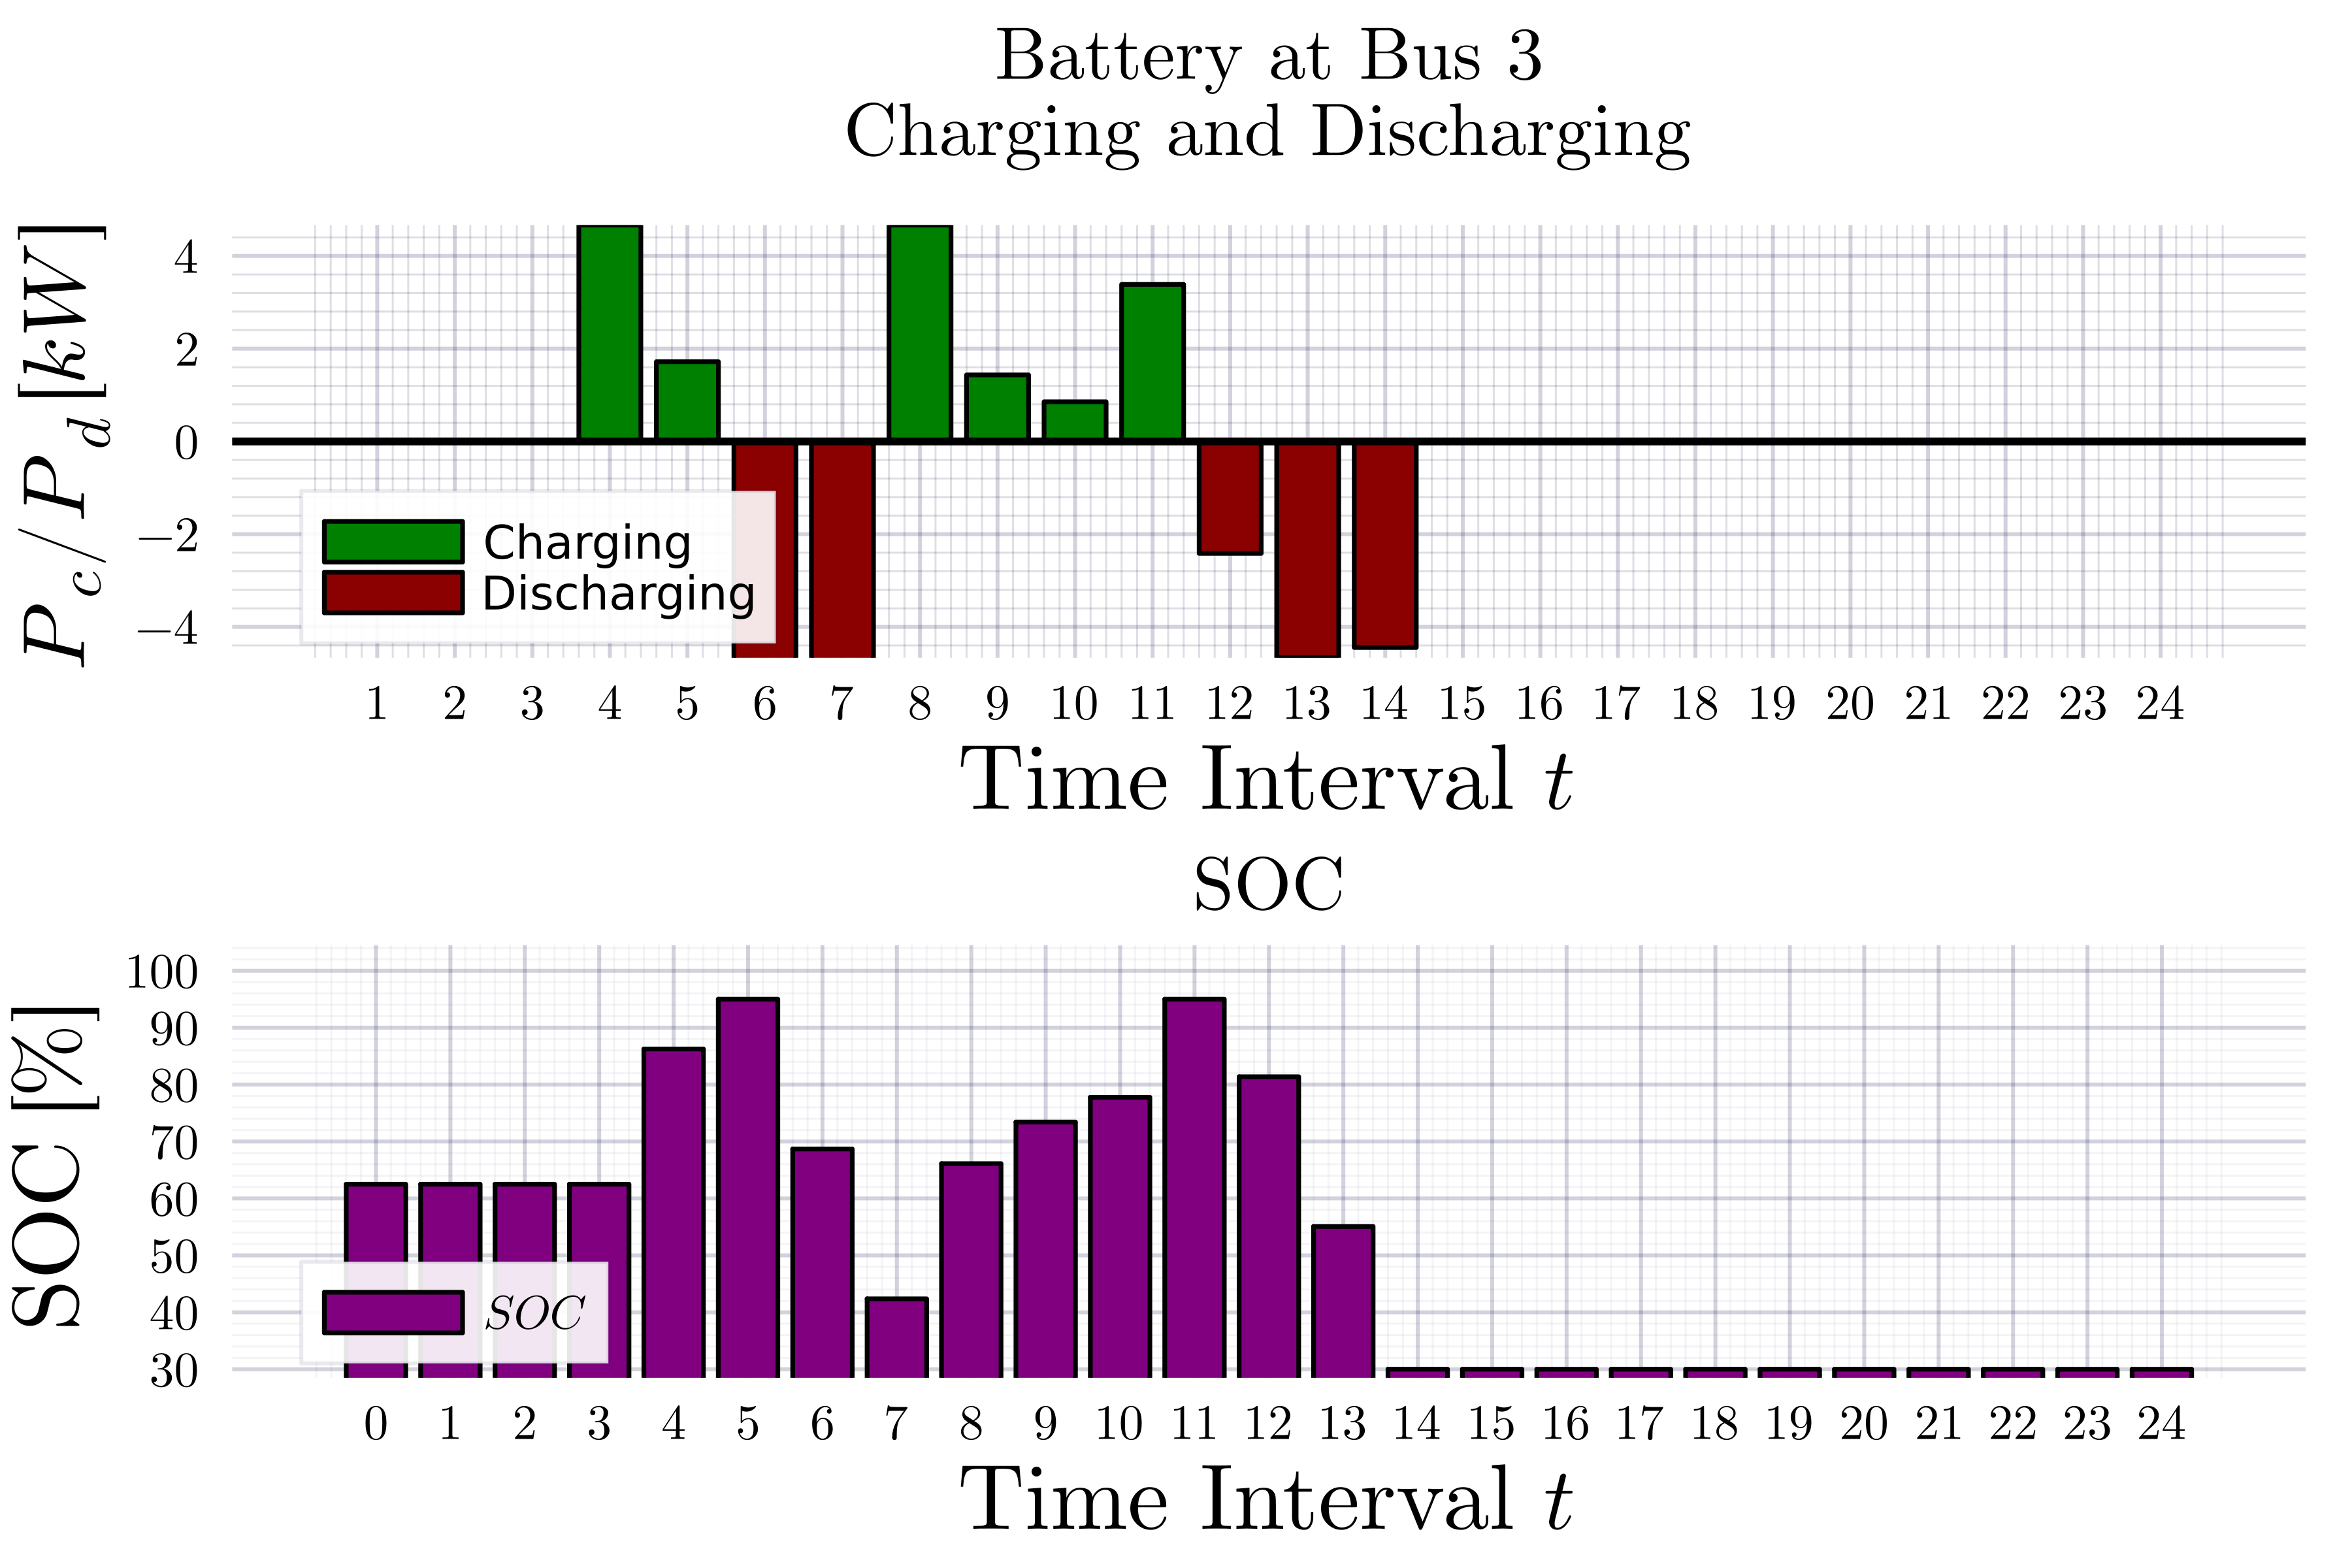 Battery at Bus 3
Charging and Discharging
P_c/P_d [kW]
4
2
0
−2
−4
Charging
Discharging
1 2 3 4 5 6 7 8 9 10 11 12 13 14 15 16 17 18 19 20 21 22 23 24
Time Interval t
SOC
SOC [%]
100
90
80
70
60
50
40
30
SOC
0 1 2 3 4 5 6 7 8 9 10 11 12 13 14 15 16 17 18 19 20 21 22 23 24
Time Interval t